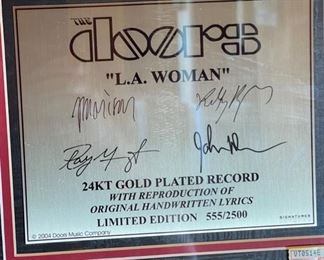 THE
doors
"L.A. WOMAN"
24KT GOLD PLATED RECORD
WITH REPRODUCTION OF
ORIGINAL HANDWRITTEN LYRICS
LIMITED EDITION 555/2500
SIGNATURES
© 2004 Doors Music Company